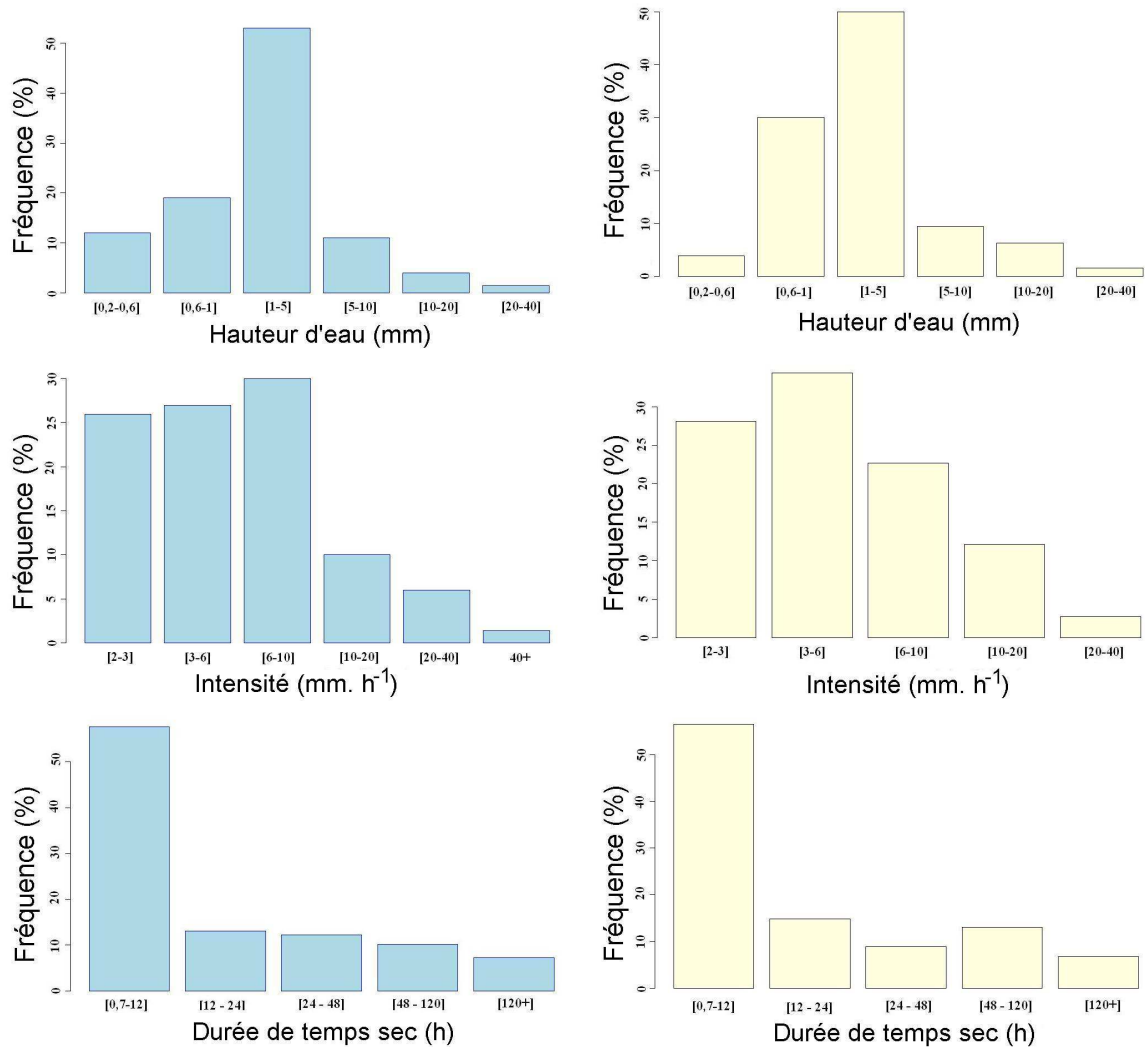 Fréquence (%)
50
40
30
20
10
0
[0,2-0,6] [0,6-1] [1-5] [5-10] [10-20] [20-40]
Hauteur d'eau (mm)
Fréquence (%)
50
40
30
20
10
0
[0,2-0,6] [0,6-1] [1-5] [5-10] [10-20] [20-40]
Hauteur d'eau (mm)
Fréquence (%)
30
25
20
15
10
5
0
[2-3] [3-6] [6-10] [10-20] [20-40] 40+
Intensité (mm. h-1)
Fréquence (%)
30
25
20
15
10
5
0
[2-3] [3-6] [6-10] [10-20] [20-40]
Intensité (mm. h-1)
Fréquence (%)
50
40
30
20
10
0
[0,7-12] [12 - 24] [24 - 48] [48 - 120] [120+]
Durée de temps sec (h)
Fréquence (%)
50
40
30
20
10
0
[0,7-12] [12 - 24] [24 - 48] [48 - 120] [120+]
Durée de temps sec (h)